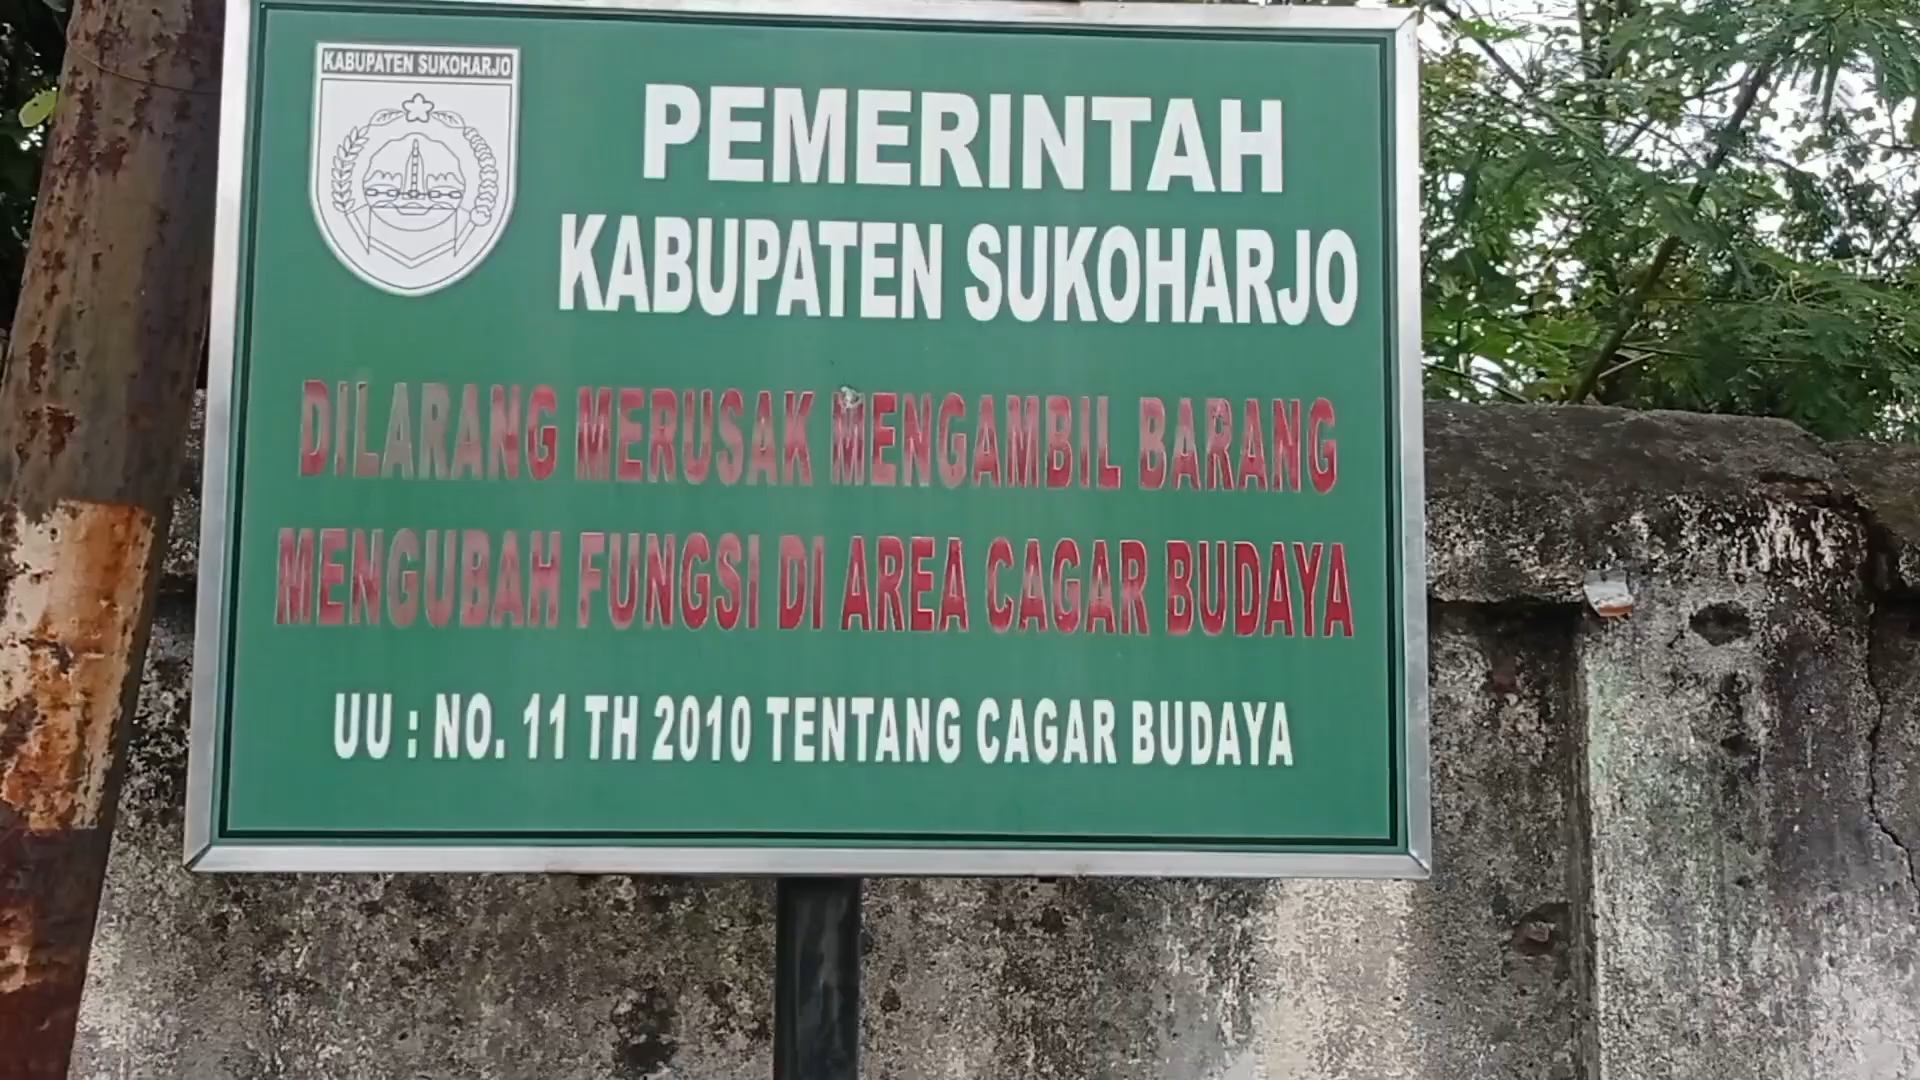 KABUPATEN SUKOHARJO
PEMERINTAH
KABUPATEN SUKOHARJO
DILARANG MERUSAK MENGAMBIL BARANG
MENGUBAH FUNGSI DI AREA CAGAR BUDAYA
UU : NO. 11 TH 2010 TENTANG CAGAR BUDAYA